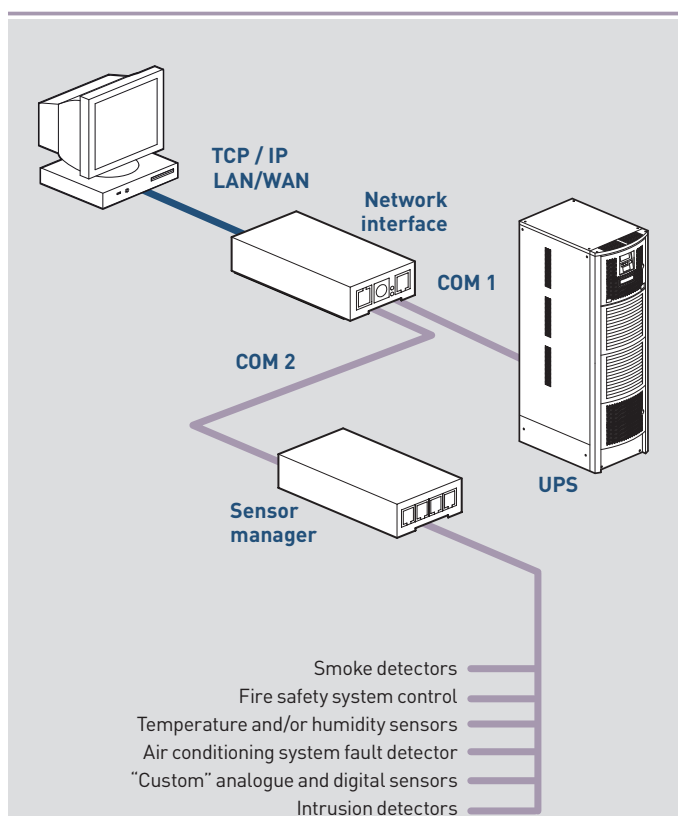 TCP / IP
LAN/WAN
Network
interface
COM 1
COM 2
UPS
Sensor
manager
Smoke detectors
Fire safety system control
Temperature and/or humidity sensors
Air conditioning system fault detector
“Custom” analogue and digital sensors
Intrusion detectors